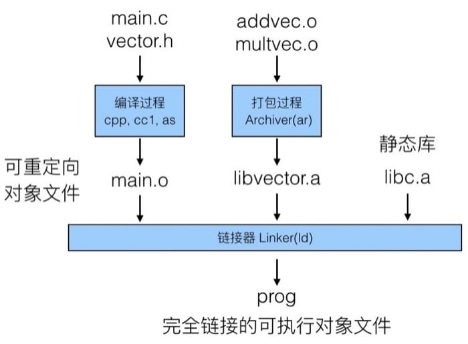 main.c
vector.h
addvec.o
multvec.o
编译过程
cpp, cc1, as
打包过程
Archiver(ar)
静态库
可重定向
对象文件
main.o
libvector.a
libc.a
链接器 Linker(ld)
prog
完全链接的可执行对象文件